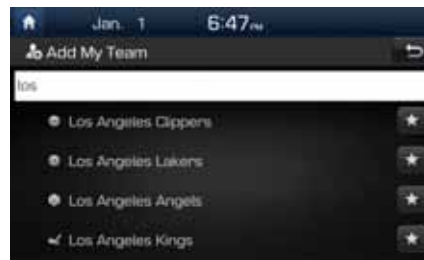 Jan. 1 6:47PM
Add My Team
los
Los Angeles Clippers
Los Angeles Lakers
Los Angeles Angels
Los Angeles Kings